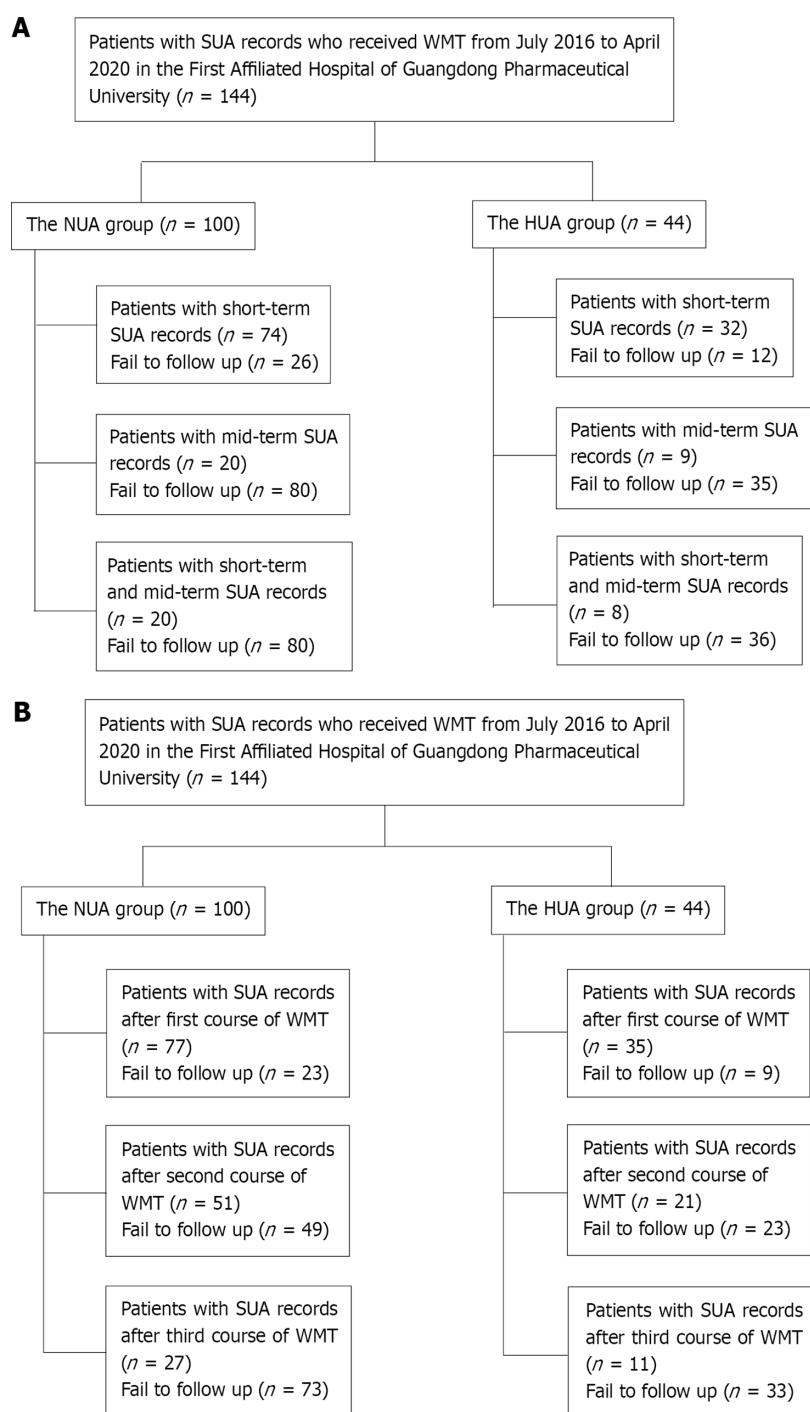 A
Patients with SUA records who received WMT from July 2016 to April
2020 in the First Affiliated Hospital of Guangdong Pharmaceutical
University (n = 144)
The NUA group (n = 100)
Patients with short-term
SUA records (n = 74)
Fail to follow up (n = 26)
Patients with mid-term SUA
records (n = 20)
Fail to follow up (n = 80)
Patients with short-term
and mid-term SUA records
(n = 20)
Fail to follow up (n = 80)
The HUA group (n = 44)
Patients with short-term
SUA records (n = 32)
Fail to follow up (n = 12)
Patients with mid-term SUA
records (n = 9)
Fail to follow up (n = 35)
Patients with short-term
and mid-term SUA records
(n = 8)
Fail to follow up (n = 36)
B
Patients with SUA records who received WMT from July 2016 to April
2020 in the First Affiliated Hospital of Guangdong Pharmaceutical
University (n = 144)
The NUA group (n = 100)
Patients with SUA records
after first course of WMT
(n = 77)
Fail to follow up (n = 23)
Patients with SUA records
after second course of
WMT (n = 51)
Fail to follow up (n = 49)
Patients with SUA records
after third course of WMT
(n = 27)
Fail to follow up (n = 73)
The HUA group (n = 44)
Patients with SUA records
after first course of WMT
(n = 35)
Fail to follow up (n = 9)
Patients with SUA records
after second course of
WMT (n = 21)
Fail to follow up (n = 23)
Patients with SUA records
after third course of WMT
(n = 11)
Fail to follow up (n = 33)